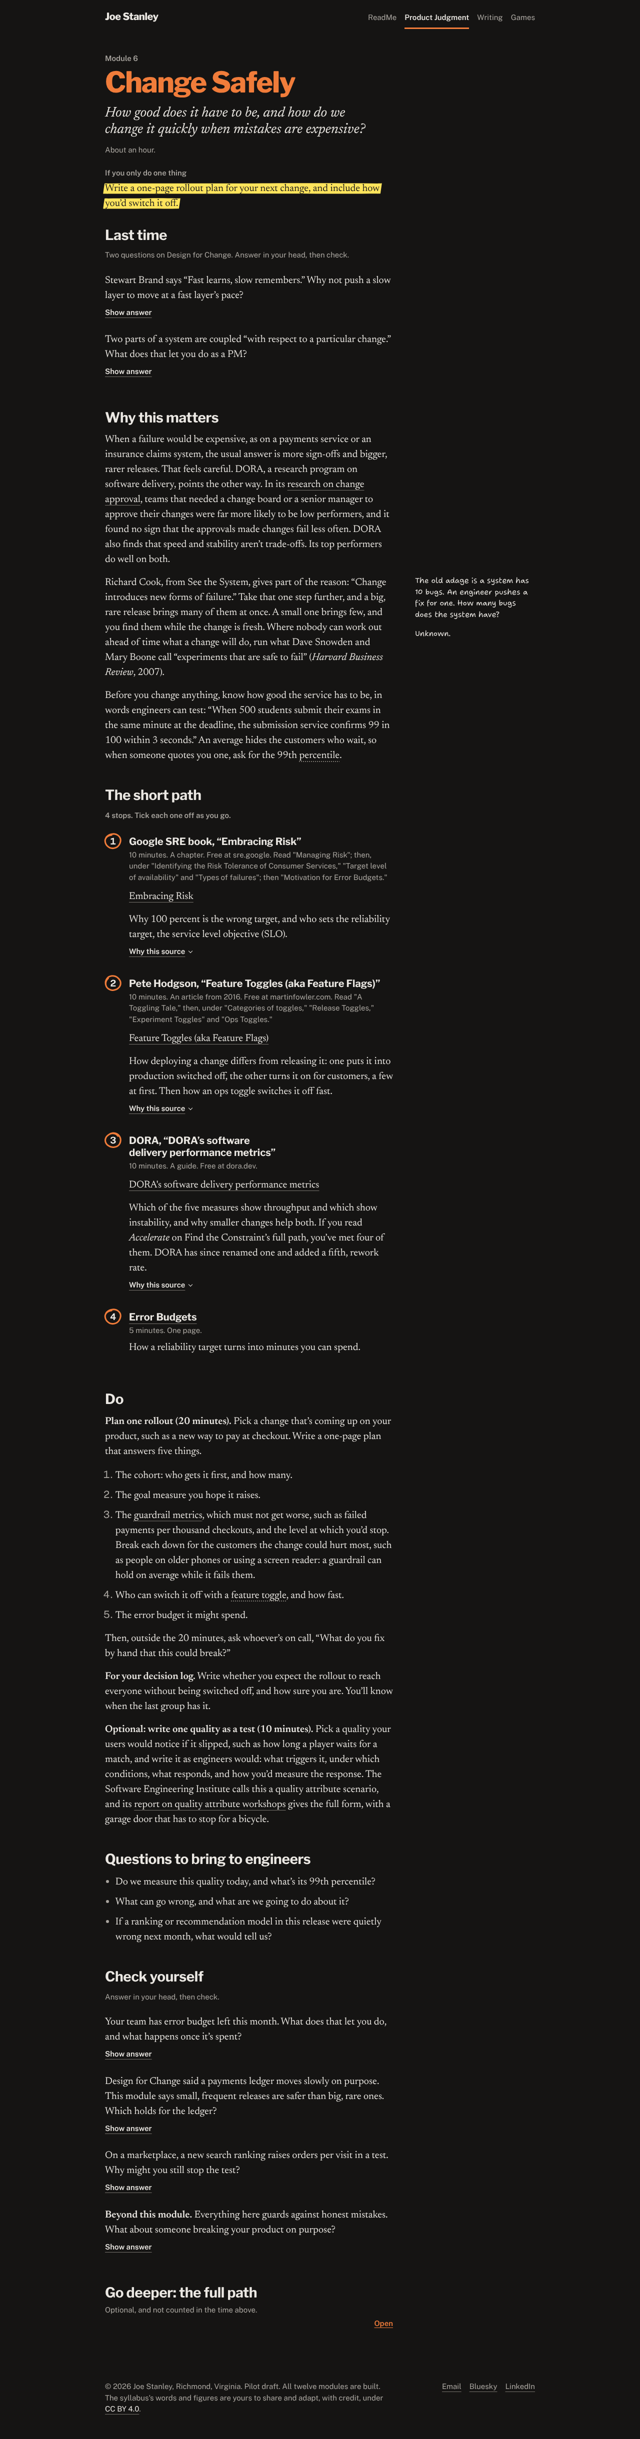 Joe Stanley
ReadMe Product Judgment Writing Games
Module 6
Change Safely
How good does it have to be, and how do we
change it quickly when mistakes are expensive?
About an hour.
If you only do one thing
Write a one-page rollout plan for your next change, and include how
you’d switch it off.
Last time
Two questions on Design for Change. Answer in your head, then check.
Stewart Brand says “Fast learns, slow remembers.” Why not push a slow
layer to move at a fast layer’s pace?
Show answer
Two parts of a system are coupled “with respect to a particular change.”
What does that let you do as a PM?
Show answer
Why this matters
When a failure would be expensive, as on a payments service or an
insurance claims system, the usual answer is more sign-offs and bigger,
rarer releases. That feels careful. DORA, a research program on
software delivery, points the other way. In its research on change
approval, teams that needed a change board or a senior manager to
approve their changes were far more likely to be low performers, and it
found no sign that the approvals made changes fail less often. DORA
also finds that speed and stability aren’t trade-offs. Its top performers
do well on both.
Richard Cook, from See the System, gives part of the reason: “Change
introduces new forms of failure.” Take that one step further, and a big,
rare release brings many of them at once. A small one brings few, and
you find them while the change is fresh. Where nobody can work out
ahead of time what a change will do, run what Dave Snowden and
Mary Boone call “experiments that are safe to fail” (Harvard Business
Review, 2007).
The old adage is a system has
10 bugs. An engineer pushes a
fix for one. How many bugs
does the system have?
Unknown.
Before you change anything, know how good the service has to be, in
words engineers can test: “When 500 students submit their exams in
the same minute at the deadline, the submission service confirms 99 in
100 within 3 seconds.” An average hides the customers who wait, so
when someone quotes you one, ask for the 99th percentile.
The short path
4 stops. Tick each one off as you go.
1 Google SRE book, “Embracing Risk”
10 minutes. A chapter. Free at sre.google. Read "Managing Risk"; then,
under "Identifying the Risk Tolerance of Consumer Services," "Target level
of availability" and "Types of failures"; then "Motivation for Error Budgets."
Embracing Risk
Why 100 percent is the wrong target, and who sets the reliability
target, the service level objective (SLO).
Why this source
2 Pete Hodgson, “Feature Toggles (aka Feature Flags)”
10 minutes. An article from 2016. Free at martinfowler.com. Read "A
Toggling Tale," then, under "Categories of toggles," "Release Toggles,"
"Experiment Toggles" and "Ops Toggles."
Feature Toggles (aka Feature Flags)
How deploying a change differs from releasing it: one puts it into
production switched off, the other turns it on for customers, a few
at first. Then how an ops toggle switches it off fast.
Why this source
3 DORA, “DORA’s software
delivery performance metrics”
10 minutes. A guide. Free at dora.dev.
DORA’s software delivery performance metrics
Which of the five measures show throughput and which show
instability, and why smaller changes help both. If you read
Accelerate on Find the Constraint’s full path, you’ve met four of
them. DORA has since renamed one and added a fifth, rework
rate.
Why this source
4 Error Budgets
5 minutes. One page.
How a reliability target turns into minutes you can spend.
Do
Plan one rollout (20 minutes). Pick a change that’s coming up on your
product, such as a new way to pay at checkout. Write a one-page plan
that answers five things.
1. The cohort: who gets it first, and how many.
2. The goal measure you hope it raises.
3. The guardrail metrics, which must not get worse, such as failed
payments per thousand checkouts, and the level at which you’d stop.
Break each down for the customers the change could hurt most, such
as people on older phones or using a screen reader: a guardrail can
hold on average while it fails them.
4. Who can switch it off with a feature toggle, and how fast.
5. The error budget it might spend.
Then, outside the 20 minutes, ask whoever’s on call, “What do you fix
by hand that this could break?”
For your decision log. Write whether you expect the rollout to reach
everyone without being switched off, and how sure you are. You’ll know
when the last group has it.
Optional: write one quality as a test (10 minutes). Pick a quality your
users would notice if it slipped, such as how long a player waits for a
match, and write it as engineers would: what triggers it, under which
conditions, what responds, and how you’d measure the response. The
Software Engineering Institute calls this a quality attribute scenario,
and its report on quality attribute workshops gives the full form, with a
garage door that has to stop for a bicycle.
Questions to bring to engineers
• Do we measure this quality today, and what’s its 99th percentile?
• What can go wrong, and what are we going to do about it?
• If a ranking or recommendation model in this release were quietly
wrong next month, what would tell us?
Check yourself
Answer in your head, then check.
Your team has error budget left this month. What does that let you do,
and what happens once it’s spent?
Show answer
Design for Change said a payments ledger moves slowly on purpose.
This module says small, frequent releases are safer than big, rare ones.
Which holds for the ledger?
Show answer
On a marketplace, a new search ranking raises orders per visit in a test.
Why might you still stop the test?
Show answer
Beyond this module. Everything here guards against honest mistakes.
What about someone breaking your product on purpose?
Show answer
Go deeper: the full path
Optional, and not counted in the time above.
Open
© 2026 Joe Stanley, Richmond, Virginia. Pilot draft. All twelve modules are built.
The syllabus’s words and figures are yours to share and adapt, with credit, under
CC BY 4.0.
Email Bluesky LinkedIn